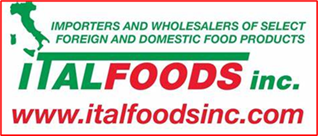 IMPORTERS AND WHOLESALERS OF SELECT
FOREIGN AND DOMESTIC FOOD PRODUCTS
ITALFOODS inc.
www.italfoodsinc.com